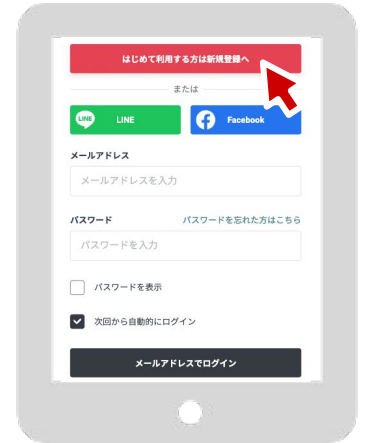 はじめて利用する方は新規登録へ
または
LINE LINE
Facebook
メールアドレス
メールアドレスを入力
パスワード パスワードを忘れた方はこちら
パスワードを入力
パスワードを表示
次回から自動的にログイン
メールアドレスでログイン